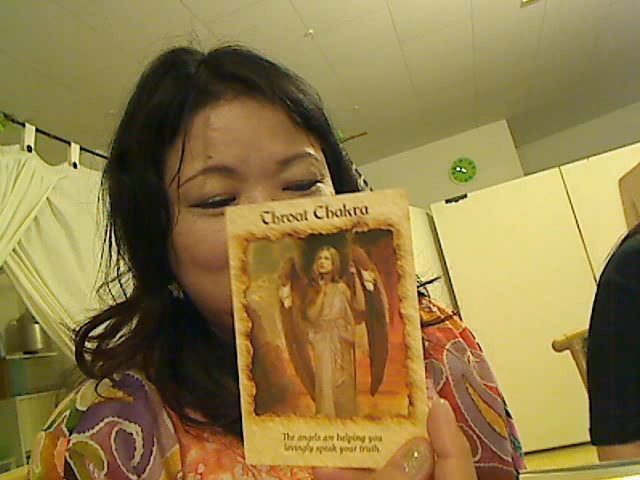 Throat Chakra
The angels are helping you
lovingly speak your truth.